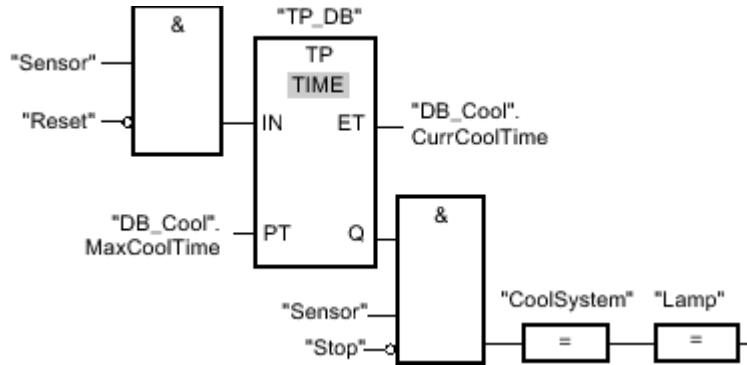 &
"TP_DB"
TP
TIME
"Sensor"
"Reset"
IN
ET
"DB_Cool".
CurrCoolTime
"DB_Cool".
MaxCoolTime
PT
Q
&
"Sensor"
"Stop"
"CoolSystem"
"Lamp"
=
=